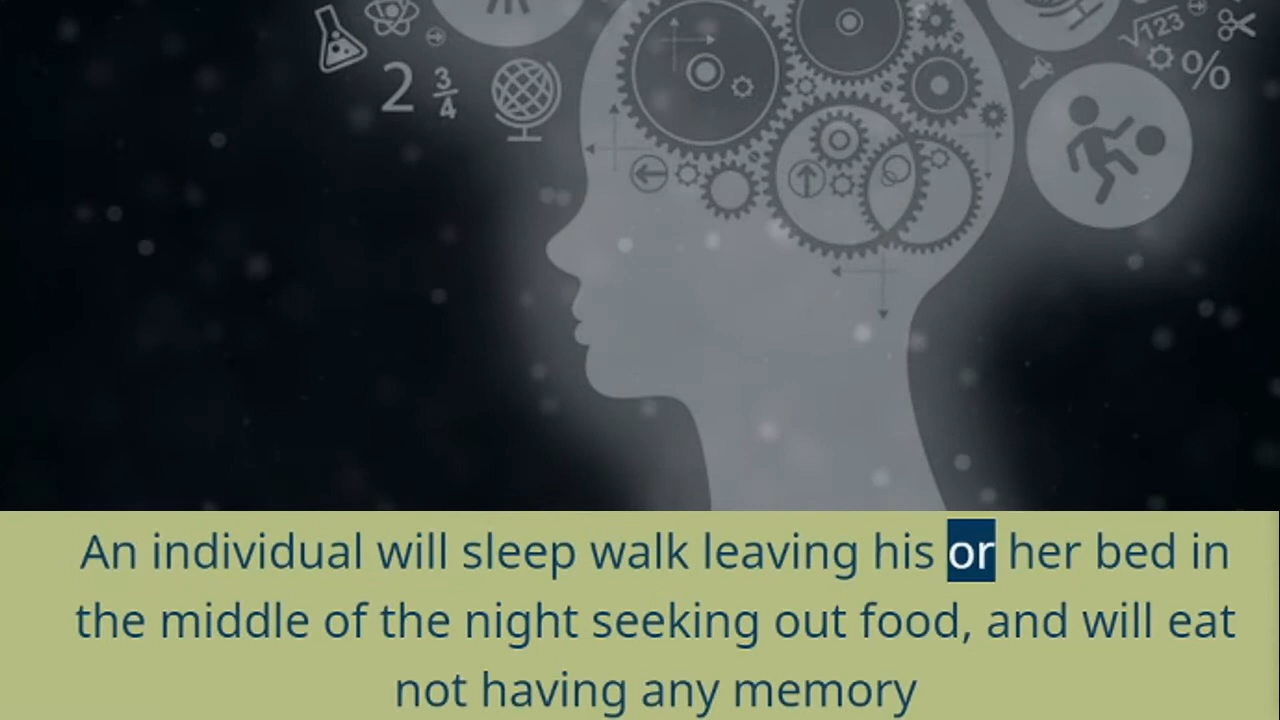 2 3/4
√123
%
An individual will sleep walk leaving his or her bed in
the middle of the night seeking out food, and will eat
not having any memory